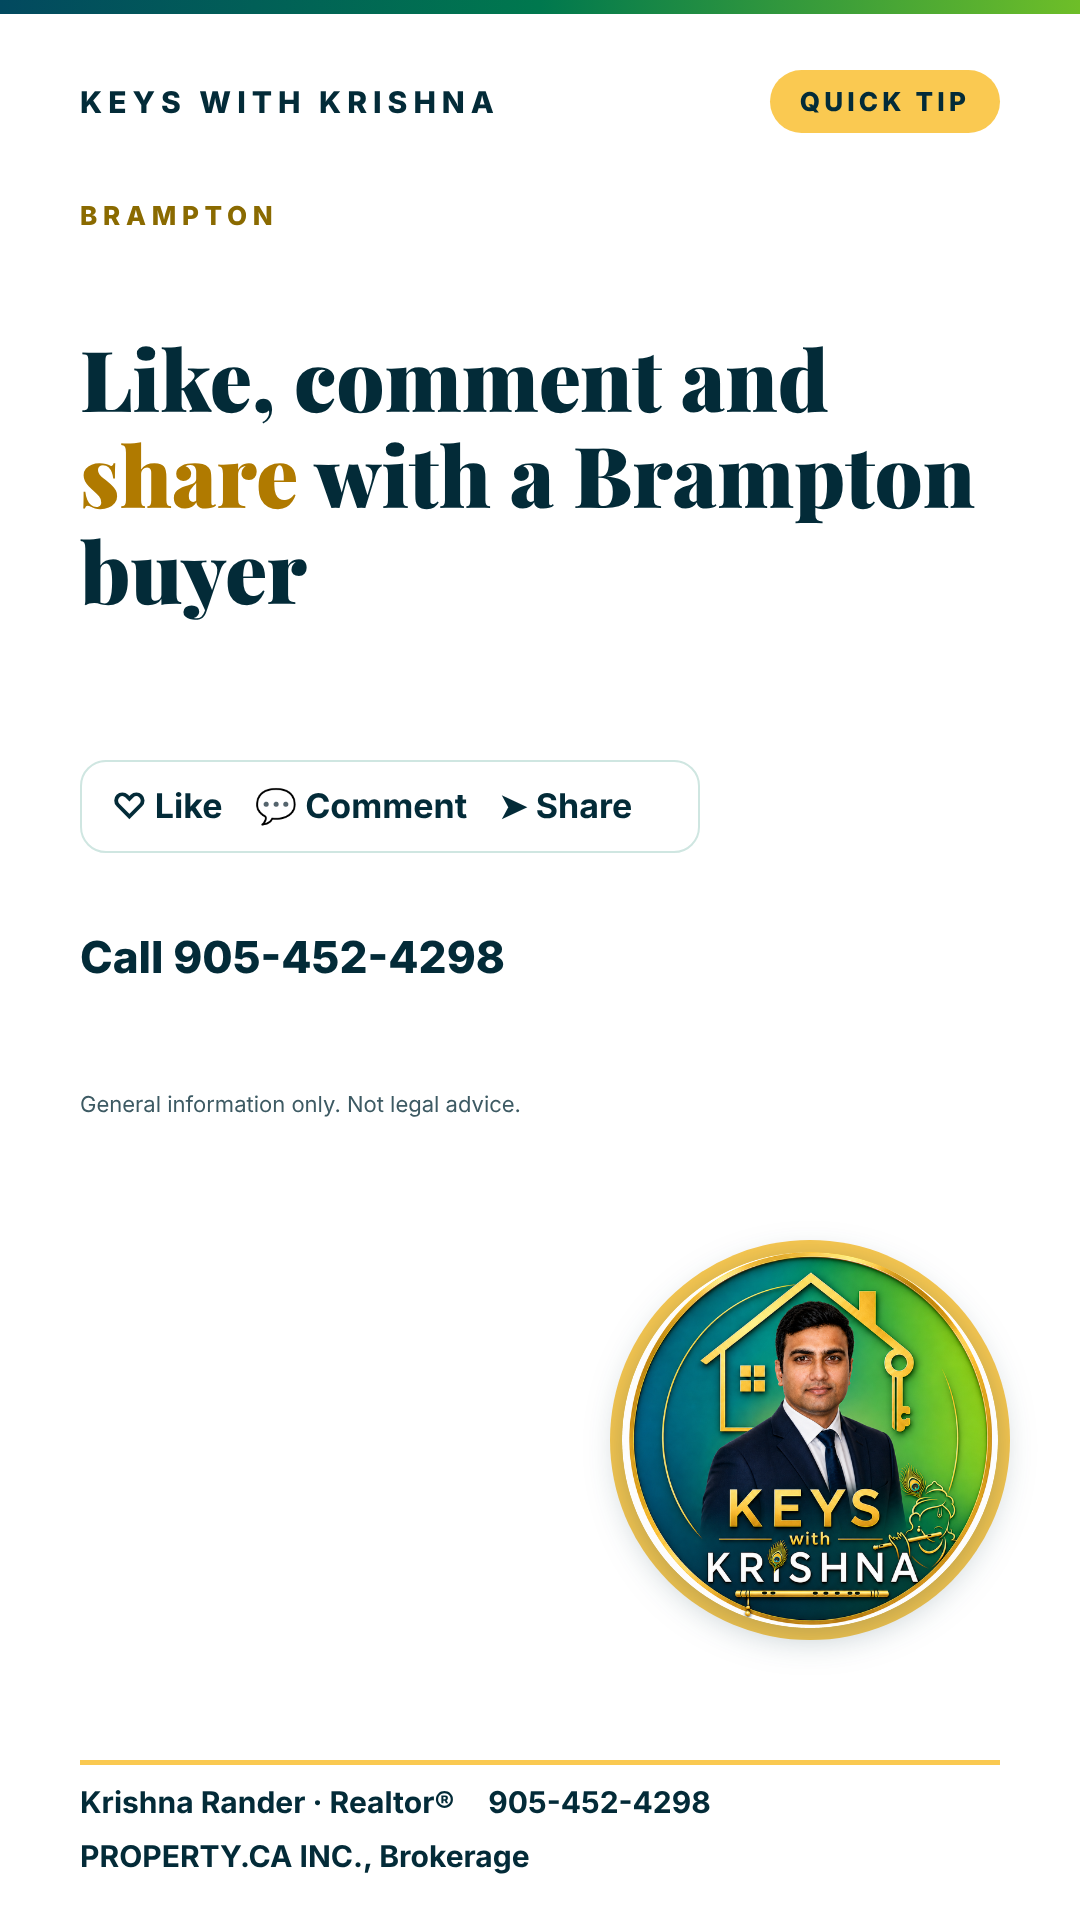 KEYS WITH KRISHNA
QUICK TIP
BRAMPTON
Like, comment and
share with a Brampton
buyer
♡ Like 💬 Comment ➤ Share
Call 905-452-4298
General information only. Not legal advice.
KEYS
with
KRISHNA
Krishna Rander · Realtor® 905-452-4298
PROPERTY.CA INC., Brokerage